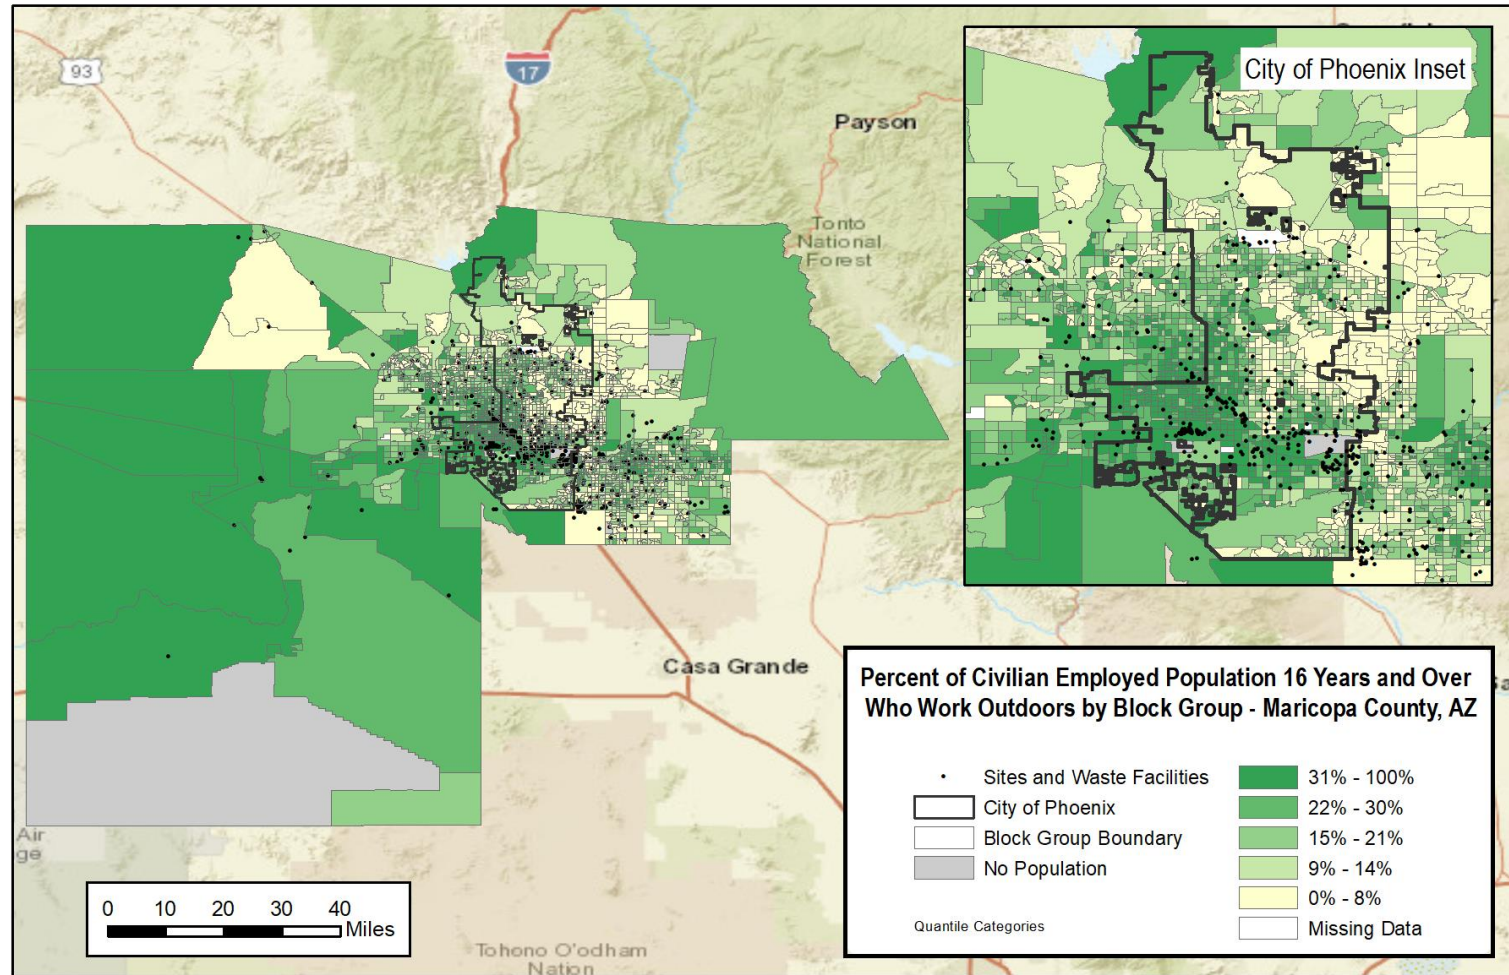 93
17
Payson
Tonto
National
Forest
City of Phoenix Inset
Casa Grande
Air
ge
Tohono O'odham
Nation
0 10 20 30 40
Miles
Percent of Civilian Employed Population 16 Years and Over
Who Work Outdoors by Block Group - Maricopa County, AZ
Sites and Waste Facilities
City of Phoenix
Block Group Boundary
No Population
Quantile Categories
31% - 100%
22% - 30%
15% - 21%
9% - 14%
0% - 8%
Missing Data
Sa